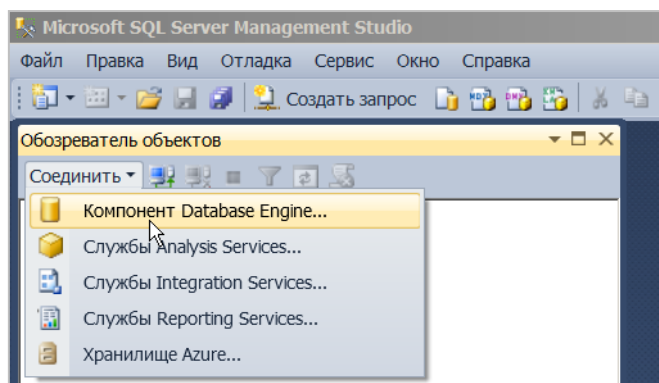 Microsoft SQL Server Management Studio
Файл Правка Вид Отладка Сервис Окно Справка
Создать запрос
Обозреватель объектов
Соединить
Компонент Database Engine...
Службы Analysis Services...
Службы Integration Services...
Службы Reporting Services...
Хранилище Azure...